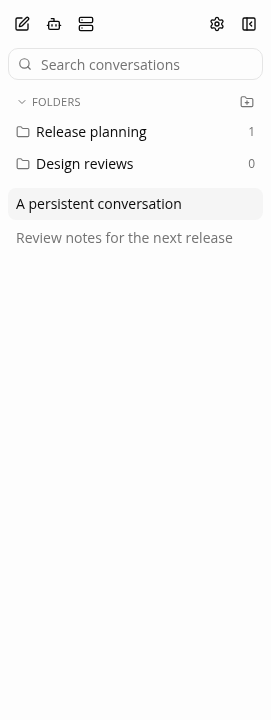 Search conversations
FOLDERS
Release planning 1
Design reviews 0
A persistent conversation
Review notes for the next release